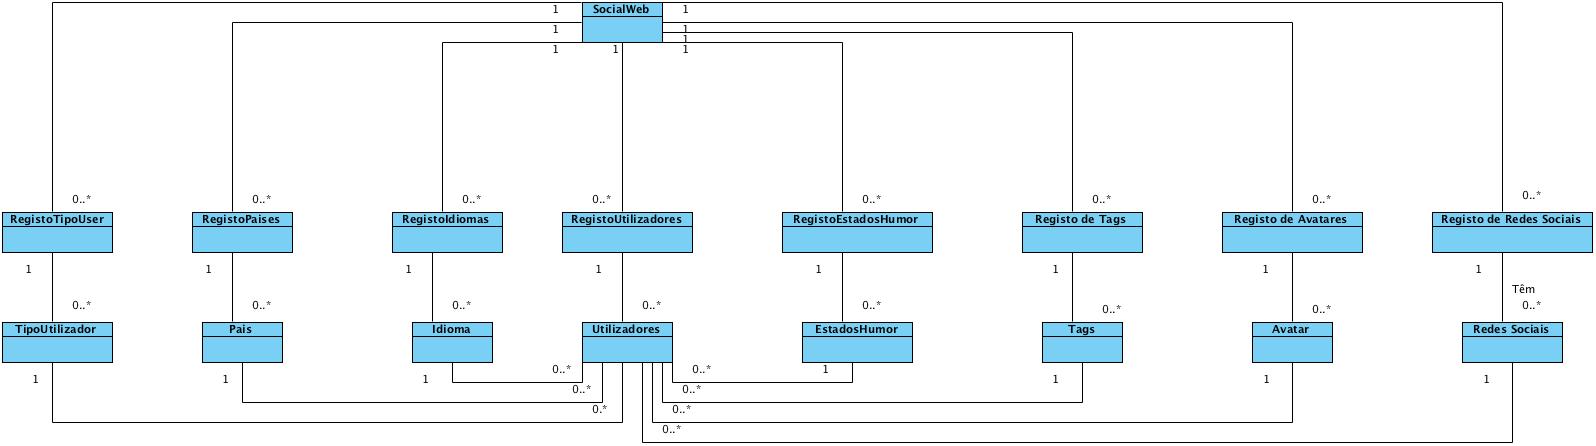 1 SocialWeb 1
1 1
1
1 1 1
0..* 0..* 0..* 0..* 0..* 0..* 0..* 0..*
RegistoTipoUser RegistoPaises RegistoIdiomas RegistoUtilizadores RegistoEstadosHumor Registo de Tags Registo de Avatares Registo de Redes Sociais
1 1 1 1 1 1 1 1
Têm
0..* 0..* 0..* 0..* 0..* 0..* 0..* 0..*
TipoUtilizador Pais Idioma Utilizadores EstadosHumor Tags Avatar Redes Sociais
0..* 0..* 1
1 1 1 1 1 1
0..* 0..*
0..* 0..*
0..*